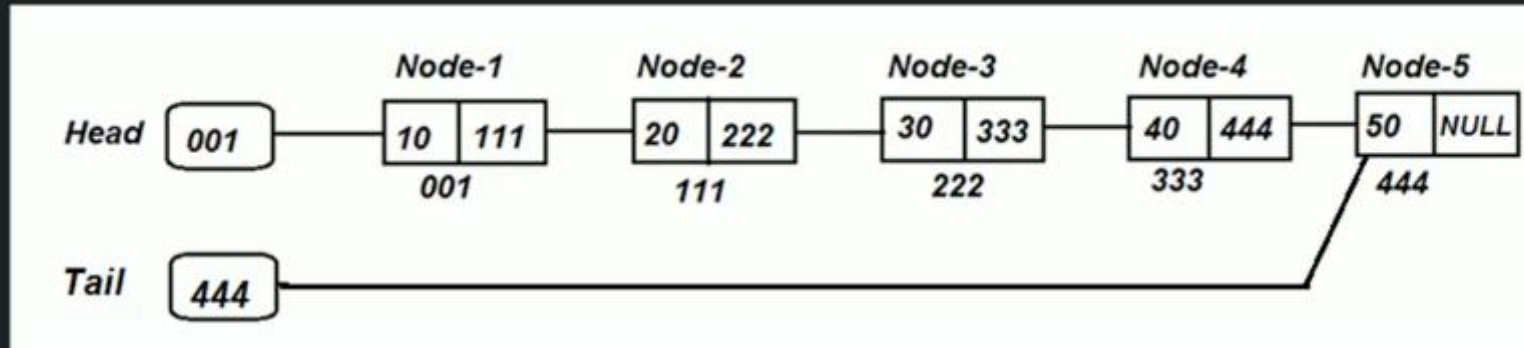 Node-1 Node-2 Node-3 Node-4 Node-5
Head 001 10 111 20 222 30 333 40 444 50 NULL
001 111 222 333 444
Tail 444